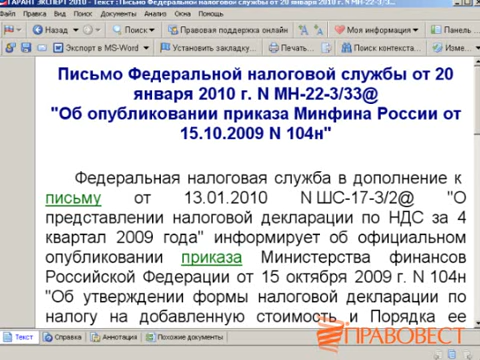 ГАРАНТ ЭКСПЕРТ 2010 - Текст : Письмо Федеральной налоговой службы от 20 января 2010 г. N МН-22-3/3...
Файл Правка Вид Поиск Документы Анализ Окна Помощь
Назад Поиск Правовая поддержка онлайн Моя информация Панель ...
Экспорт в MS-Word Установить закладку... Печать... Поиск контекста... Изме...
Письмо Федеральной налоговой службы от 20
января 2010 г. N МН-22-3/33@
"Об опубликовании приказа Минфина России от
15.10.2009 N 104н"
Федеральная налоговая служба в дополнение к
письму от 13.01.2010 N ШС-17-3/2@ "О
представлении налоговой декларации по НДС за 4
квартал 2009 года" информирует об официальном
опубликовании приказа Министерства финансов
Российской Федерации от 15 октября 2009 г. N 104н
"Об утверждении формы налоговой декларации по
налогу на добавленную стоимость и Порядка ее
ПРАВОВЕСТ
Текст Справка Аннотация Похожие документы